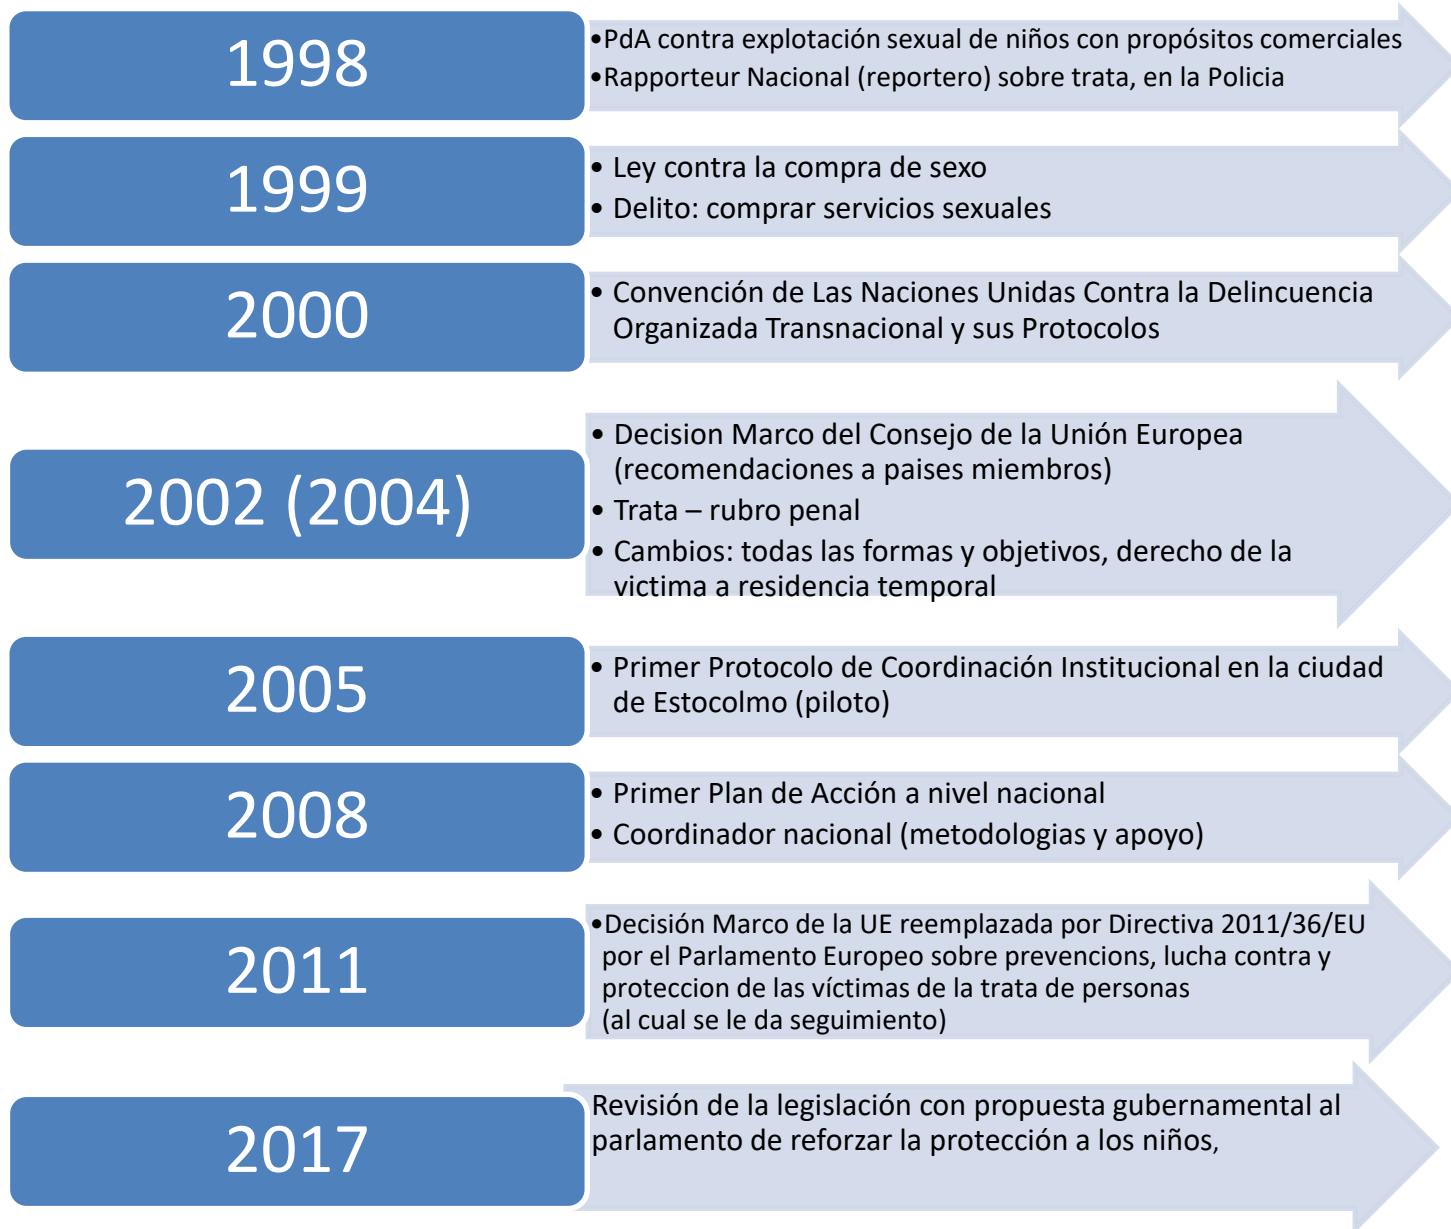 1998
•PdA contra explotación sexual de niños con propósitos comerciales
•Rapporteur Nacional (reportero) sobre trata, en la Policia
1999
• Ley contra la compra de sexo
• Delito: comprar servicios sexuales
2000
• Convención de Las Naciones Unidas Contra la Delincuencia
Organizada Transnacional y sus Protocolos
2002 (2004)
• Decision Marco del Consejo de la Unión Europea
(recomendaciones a paises miembros)
• Trata – rubro penal
• Cambios: todas las formas y objetivos, derecho de la
victima a residencia temporal
2005
• Primer Protocolo de Coordinación Institucional en la ciudad
de Estocolmo (piloto)
2008
• Primer Plan de Acción a nivel nacional
• Coordinador nacional (metodologias y apoyo)
2011
•Decisión Marco de la UE reemplazada por Directiva 2011/36/EU
por el Parlamento Europeo sobre prevencions, lucha contra y
proteccion de las víctimas de la trata de personas
(al cual se le da seguimiento)
2017
Revisión de la legislación con propuesta gubernamental al
parlamento de reforzar la protección a los niños,